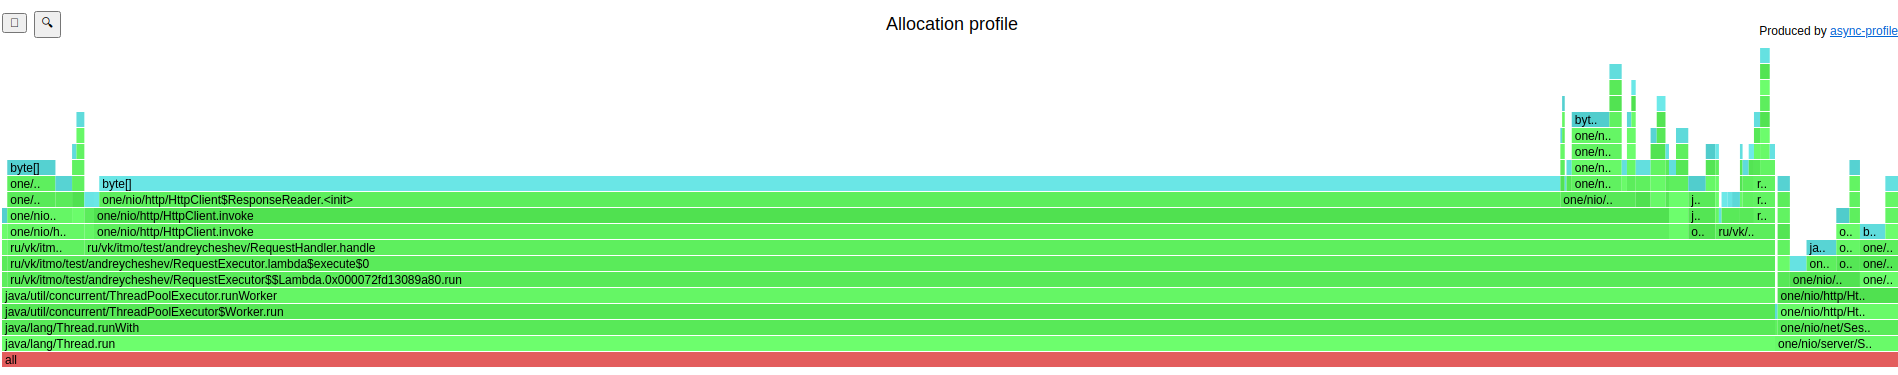 🔍
Allocation profile
Produced by async-profile
byt..
one/n..
one/n..
byte[]
one/n..
one/..
byte[]
one/n..
r..
one/..
one/nio/http/HttpClient$ResponseReader.<init>
one/nio/..
j..
r..
one/nio..
one/nio/http/HttpClient.invoke
j..
r..
one/nio/h..
one/nio/http/HttpClient.invoke
o..
ru/vk/..
o..
b..
ru/vk/itm..
ru/vk/itmo/test/andreycheshev/RequestHandler.handle
ja..
o..
one/..
ru/vk/itmo/test/andreycheshev/RequestExecutor.lambda$execute$0
on..
o..
one/..
ru/vk/itmo/test/andreycheshev/RequestExecutor$$Lambda.0x000072fd13089a80.run
one/nio/..
one/..
java/util/concurrent/ThreadPoolExecutor.runWorker
one/nio/http/Ht..
java/util/concurrent/ThreadPoolExecutor$Worker.run
one/nio/http/Ht..
java/lang/Thread.runWith
one/nio/net/Ses..
java/lang/Thread.run
one/nio/server/S..
all